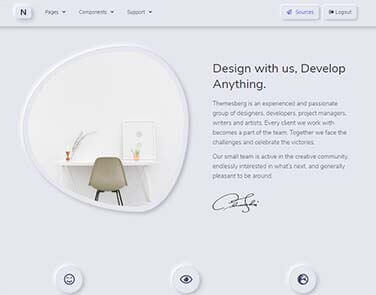 N Pages Components Support Sources Logout
Design with us, Develop
Anything.
Themesberg is an experienced and passionate
group of designers, developers, project managers,
writers and artists. Every client we work with
becomes a part of the team. Together we face the
challenges and celebrate the victories.
Our small team is active in the creative community,
endlessly interested in what's next, and generally
pleasant to be around.